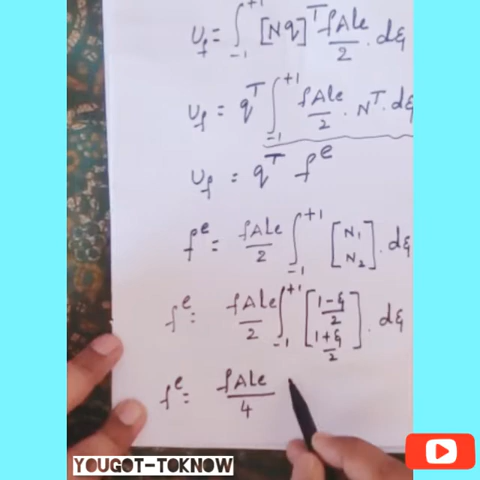 U_f = ∫_{-1}^{+1} [Nq]^T fAle/2 . dξ
U_f = q^T ∫_{-1}^{+1} fAle/2 . N^T . dξ
U_f = q^T f^e
f^e = fAle/2 ∫_{-1}^{+1} [N₁ N₂] . dξ
f^e = fAle/2 ∫_{-1}^{+1} [1-ξ/2 1+ξ/2] . dξ
f^e = fAle/4
YOUGOT-TOKNOW